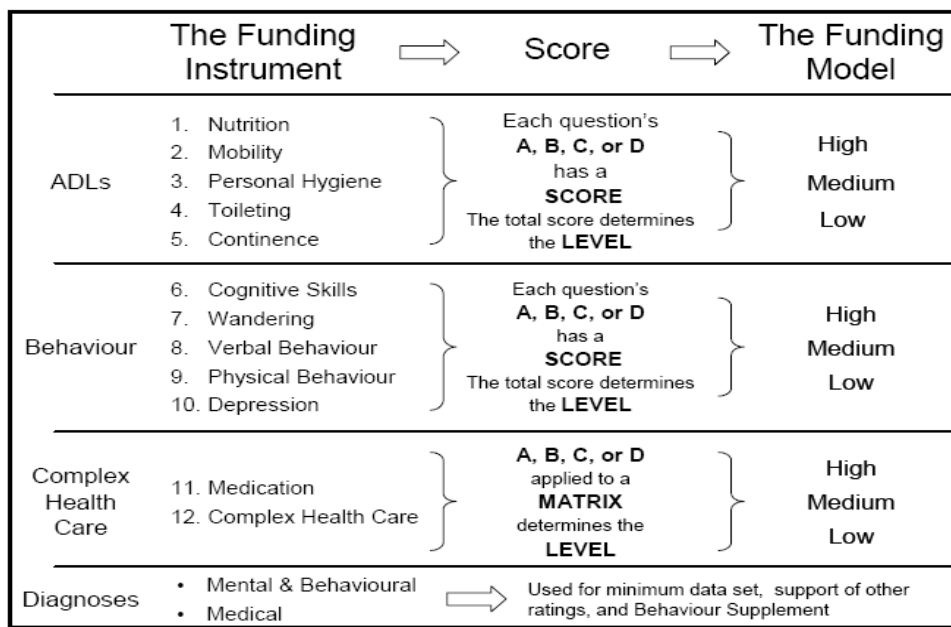 The Funding
Instrument
Score
The Funding
Model
ADLs
1. Nutrition
2. Mobility
3. Personal Hygiene
4. Toileting
5. Continence
Each question's
A, B, C, or D
has a
SCORE
The total score determines
the LEVEL
High
Medium
Low
Behaviour
6. Cognitive Skills
7. Wandering
8. Verbal Behaviour
9. Physical Behaviour
10. Depression
Each question's
A, B, C, or D
has a
SCORE
The total score determines
the LEVEL
High
Medium
Low
Complex
Health
Care
11. Medication
12. Complex Health Care
A, B, C, or D
applied to a
MATRIX
determines the
LEVEL
High
Medium
Low
Diagnoses
• Mental & Behavioural
• Medical
Used for minimum data set, support of other
ratings, and Behaviour Supplement